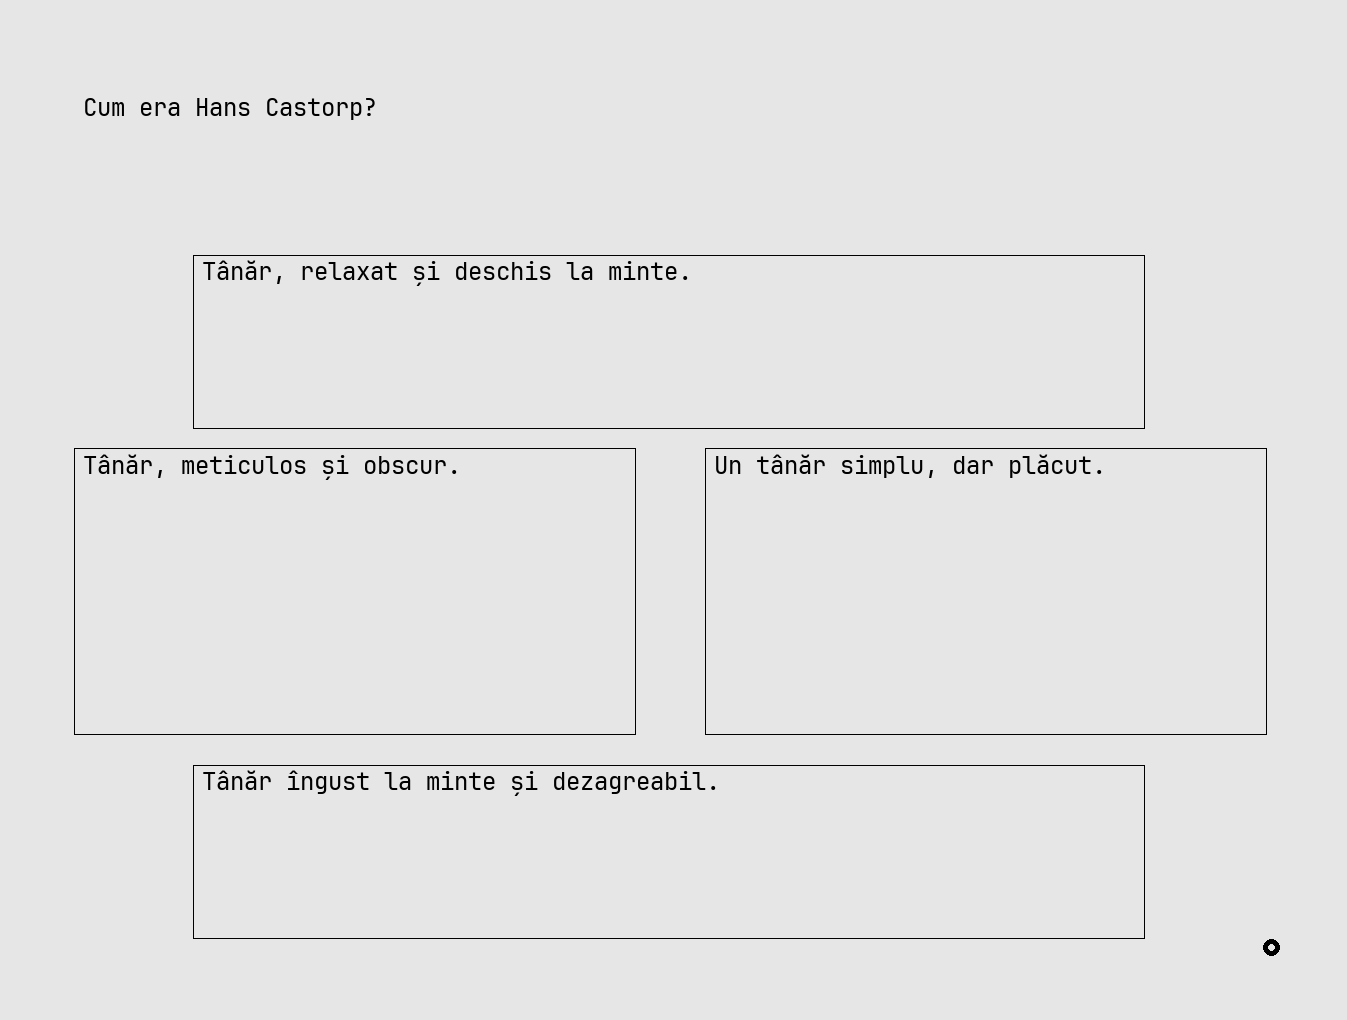 Cum era Hans Castorp?
Tânăr, relaxat și deschis la minte.
Tânăr, meticulos și obscur.
Un tânăr simplu, dar plăcut.
Tânăr îngust la minte și dezagreabil.